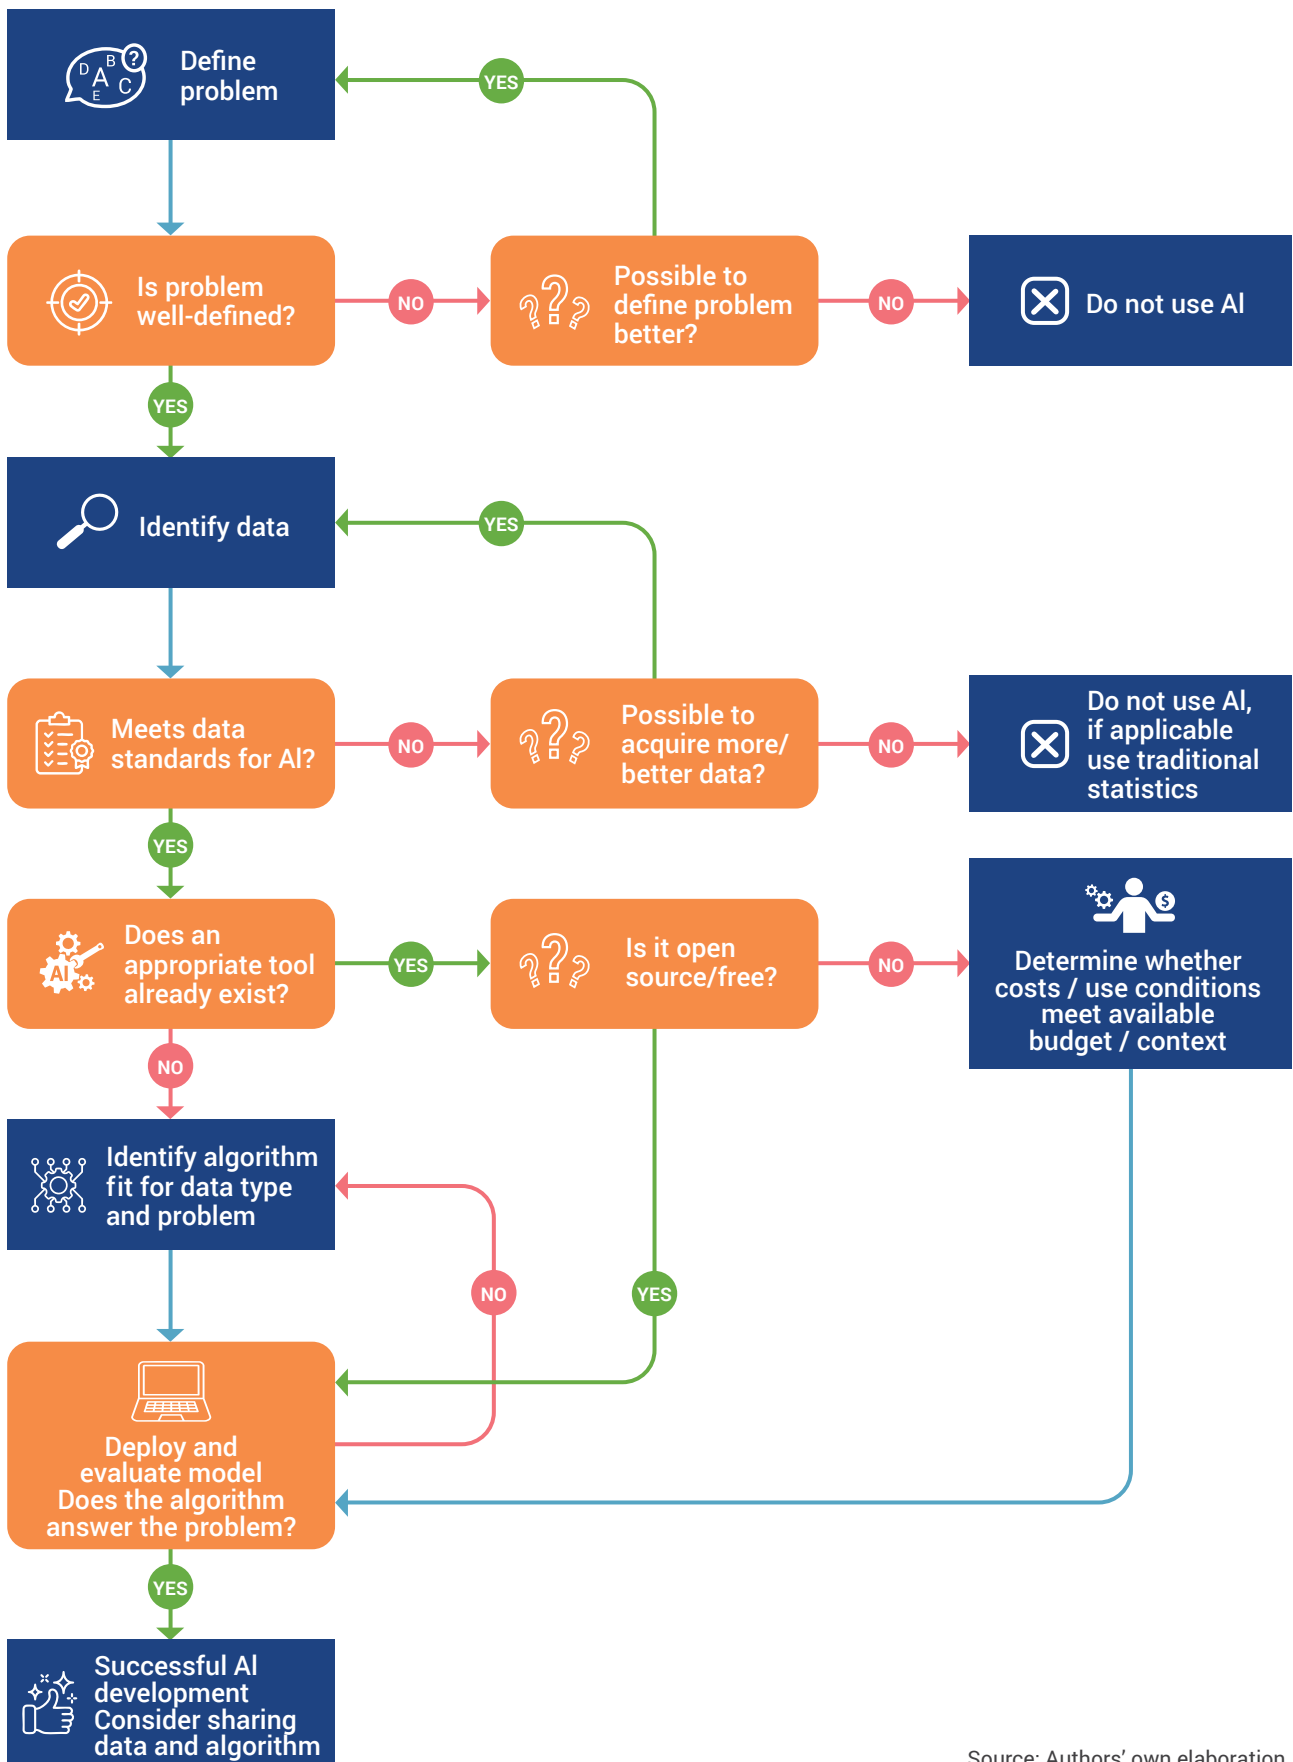 Define
problem
D
B
?
A
C
E
YES
Is problem
well-defined?
NO
Possible to
define problem
better?
NO
Do not use AI
YES
Identify data
YES
Meets data
standards for AI?
NO
Possible to
acquire more/
better data?
NO
Do not use AI,
if applicable
use traditional
statistics
YES
AI
Does an
appropriate tool
already exist?
YES
Is it open
source/free?
NO
$
Determine whether
costs / use conditions
meet available
budget / context
NO
Identify algorithm
fit for data type
and problem
NO
YES
Deploy and
evaluate model
Does the algorithm
answer the problem?
YES
Successful AI
development
Consider sharing
data and algorithm
Source: Authors' own elaboration